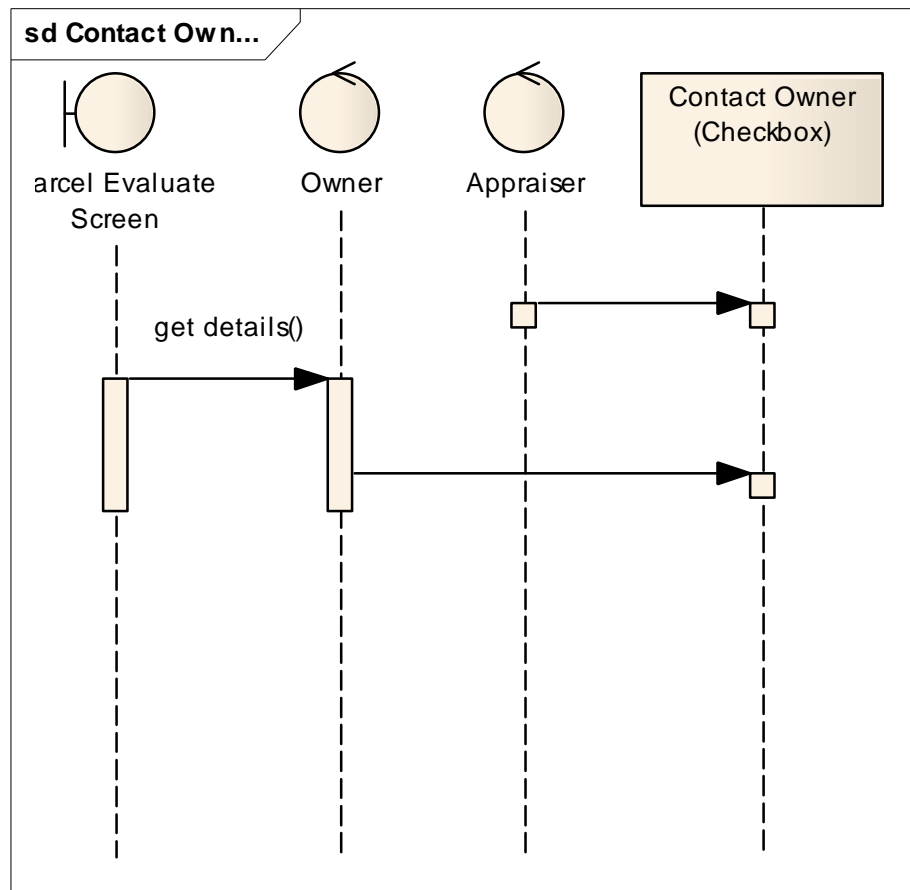 sd Contact Own...
arcel Evaluate
Screen
Owner
Appraiser
Contact Owner
(Checkbox)
get details()